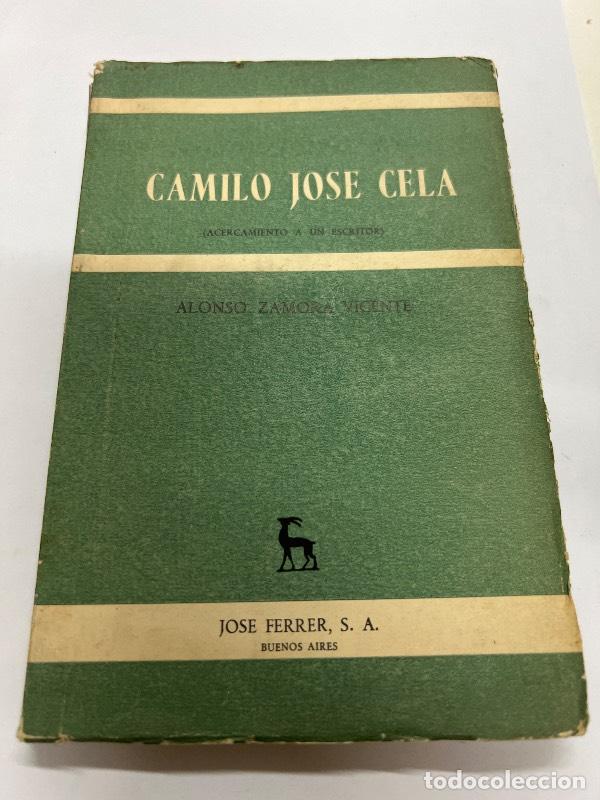 CAMILO JOSE CELA
(ACERCAMIENTO A UN ESCRITOR)
ALONSO ZAMORA VICENTE
JOSE FERRER, S. A.
BUENOS AIRES
todocoleccion